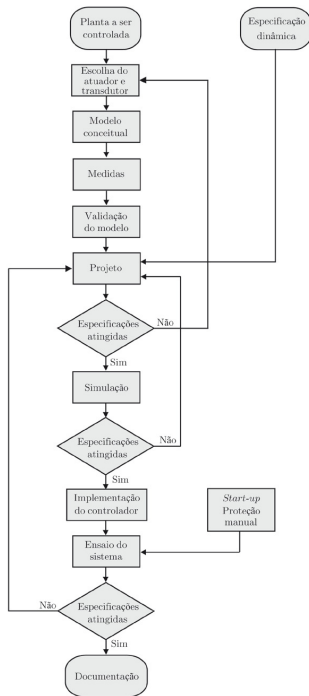 Planta a ser
controlada
Especificação
dinâmica
Escolha do
atuador e
transdutor
Modelo
conceitual
Medidas
Validação
do modelo
Projeto
Especificações
atingidas
Não
Sim
Simulação
Especificações
atingidas
Não
Sim
Implementação
do controlador
Start-up
Proteção
manual
Ensaio do
sistema
Não
Especificações
atingidas
Sim
Documentação